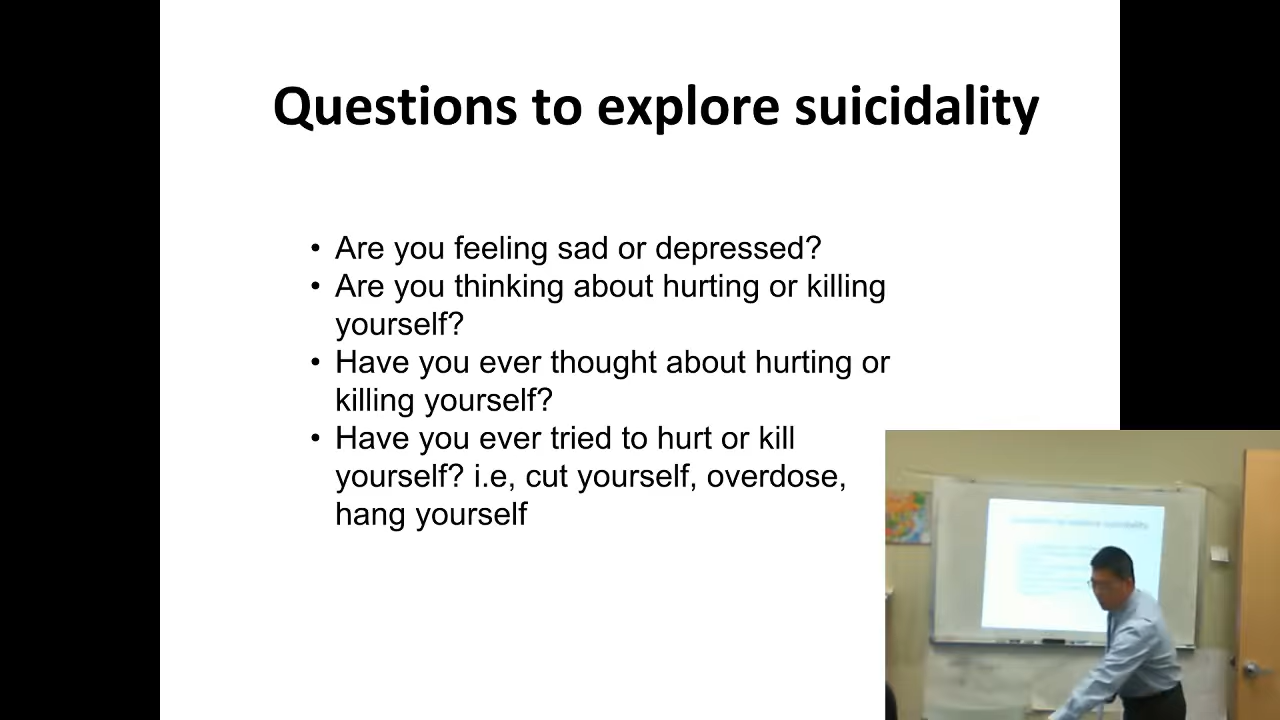 Questions to explore suicidality
• Are you feeling sad or depressed?
• Are you thinking about hurting or killing
yourself?
• Have you ever thought about hurting or
killing yourself?
• Have you ever tried to hurt or kill
yourself? i.e, cut yourself, overdose,
hang yourself